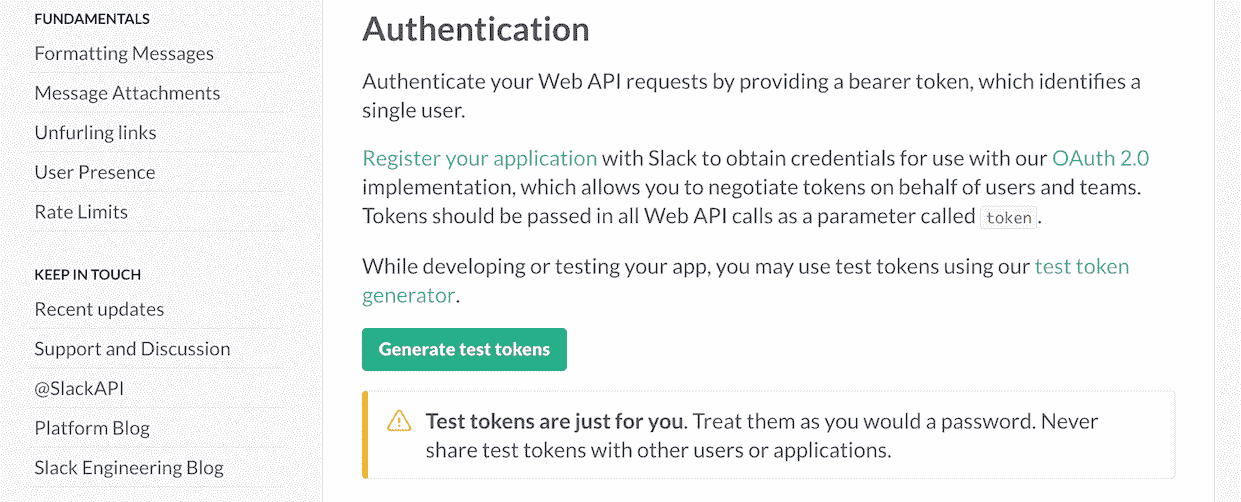 FUNDAMENTALS
Formatting Messages
Message Attachments
Unfurling links
User Presence
Rate Limits
KEEP IN TOUCH
Recent updates
Support and Discussion
@SlackAPI
Platform Blog
Slack Engineering Blog
Authentication
Authenticate your Web API requests by providing a bearer token, which identifies a
single user.
Register your application with Slack to obtain credentials for use with our OAuth 2.0
implementation, which allows you to negotiate tokens on behalf of users and teams.
Tokens should be passed in all Web API calls as a parameter called token.
While developing or testing your app, you may use test tokens using our test token
generator.
Generate test tokens
Test tokens are just for you. Treat them as you would a password. Never
share test tokens with other users or applications.